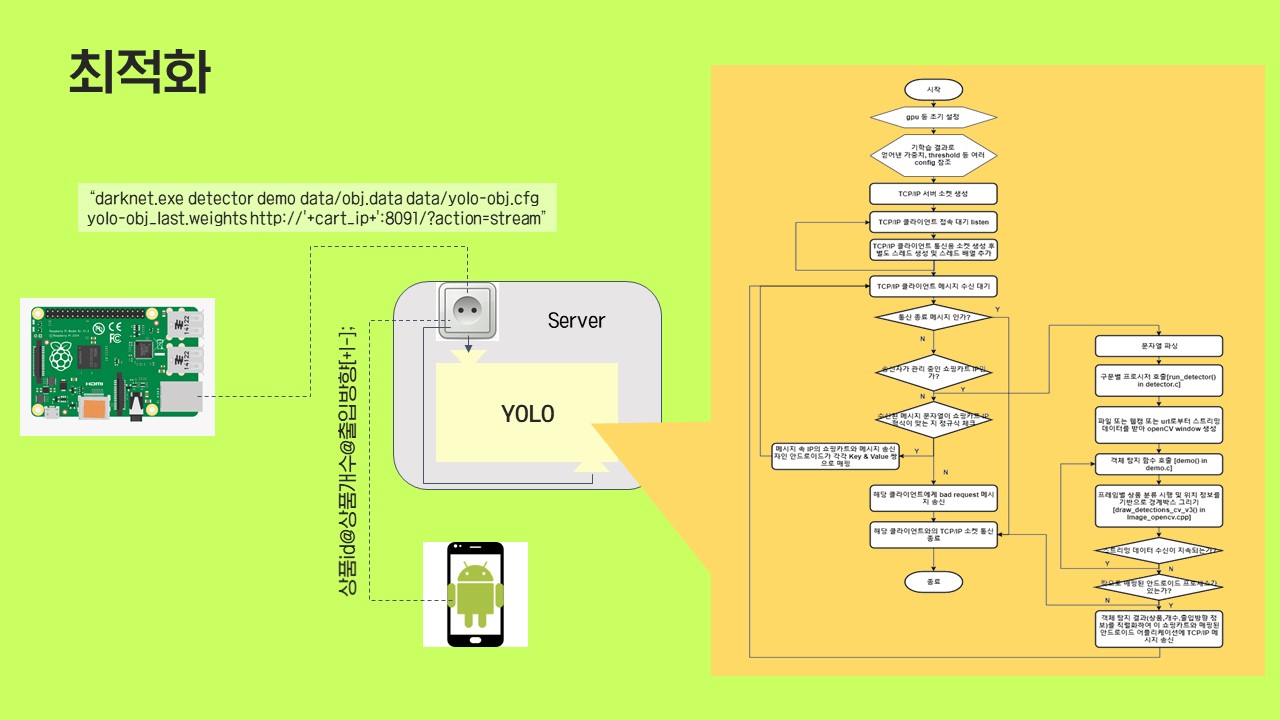 최적화
“darknet.exe detector demo data/obj.data data/yolo-obj.cfg
yolo-obj_last.weights http://'+cart_ip+':8091/?action=stream”
Server
YOLO
상품id@상품개수@출입방향[+|-];
HDMI
시작
gpu 등 초기 설정
기학습 결과로
얻어낸 가중치, threshold 등 여러
config 참조
TCP/IP 서버 소켓 생성
TCP/IP 클라이언트 접속 대기 listen
TCP/IP 클라이언트 통신용 소켓 생성 후
별도 스레드 생성 및 스레드 배열 추가
TCP/IP 클라이언트 메시지 수신 대기
통신 종료 메시지 인가?
Y
N
송신자가 관리 중인 쇼핑카트 IP인
가?
Y
N
수신된 메시지 문자열이 쇼핑카트 IP
형식이 맞는 지 정규식 체크
Y
메시지 속 IP의 쇼핑카트와 메시지 송신
자인 안드로이드가 각각 Key & Value 쌍
으로 매핑
N
해당 클라이언트에게 bad request 메시
지 송신
해당 클라이언트와의 TCP/IP 소켓 통신
종료
종료
문자열 파싱
구문별 프로시저 호출[run_detector()
in detector.c]
파일 또는 웹캠 또는 url로부터 스트리밍
데이터를 받아 openCV window 생성
객체 탐지 함수 호출 [demo() in
demo.c]
프레임별 상품 분류 시행 및 위치 정보를
기반으로 경계박스 그리기
[draw_detections_cv_v3() in
Image_opencv.cpp]
스트리밍 데이터 수신이 지속되는가?
Y
N
쌍으로 매핑된 안드로이드 프로세스가
있는가?
N
Y
객체 탐지 결과(상품,개수,출입방향 정
보)를 직렬화하여 이 쇼핑카트와 매핑된
안드로이드 어플리케이션에 TCP/IP 메
시지 송신